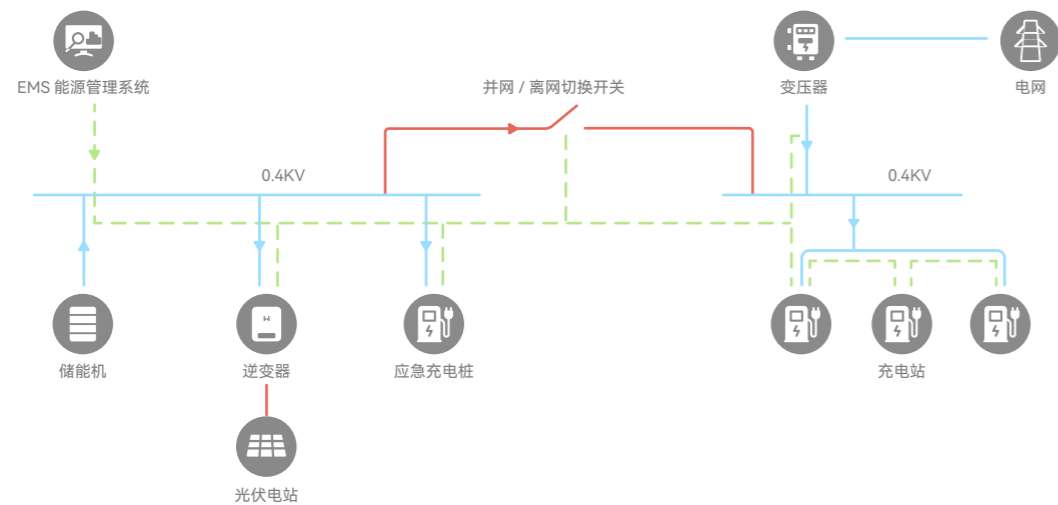 EMS 能源管理系统
并网 / 离网切换开关
变压器
电网
0.4KV
0.4KV
储能机
逆变器
应急充电桩
充电站
光伏电站